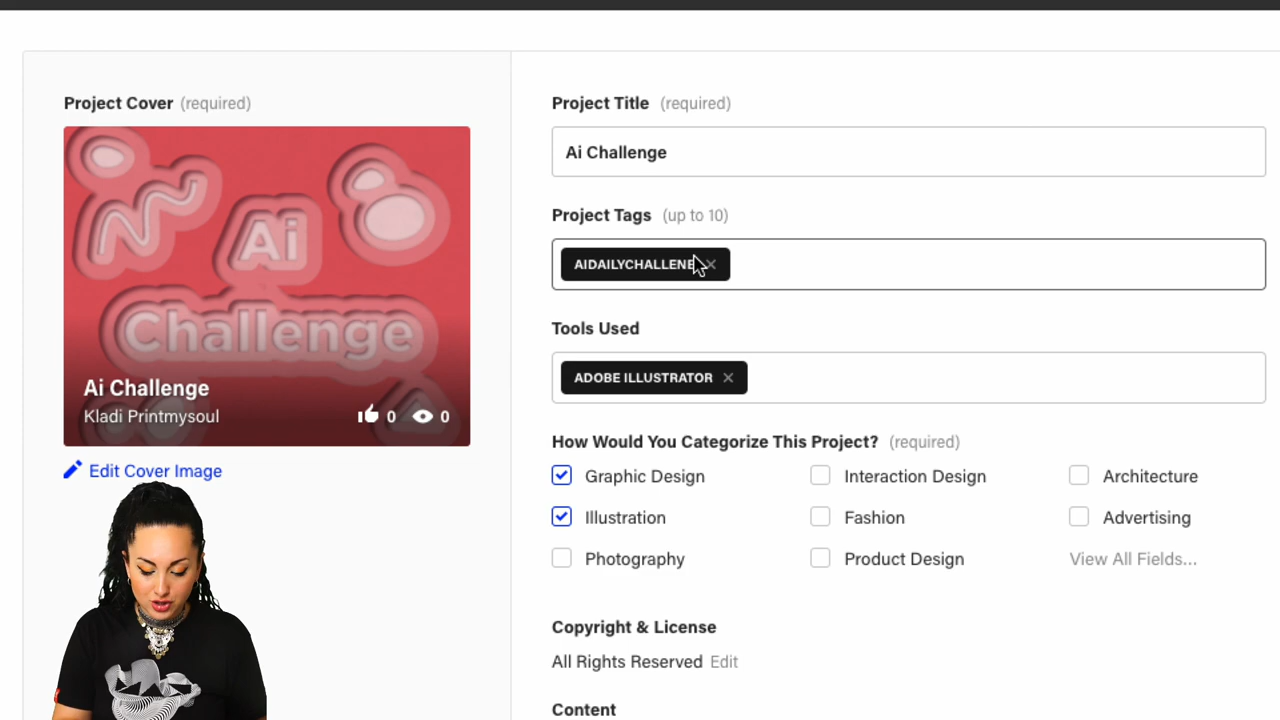 Project Cover (required)
Ai
Challenge
Ai Challenge
Kladi Printmysoul
0 0
Edit Cover Image
Project Title (required)
Ai Challenge
Project Tags (up to 10)
AIDAILYCHALLENE
Tools Used
ADOBE ILLUSTRATOR
How Would You Categorize This Project? (required)
Graphic Design Interaction Design Architecture
Illustration Fashion Advertising
Photography Product Design View All Fields...
Copyright & License
All Rights Reserved Edit
Content